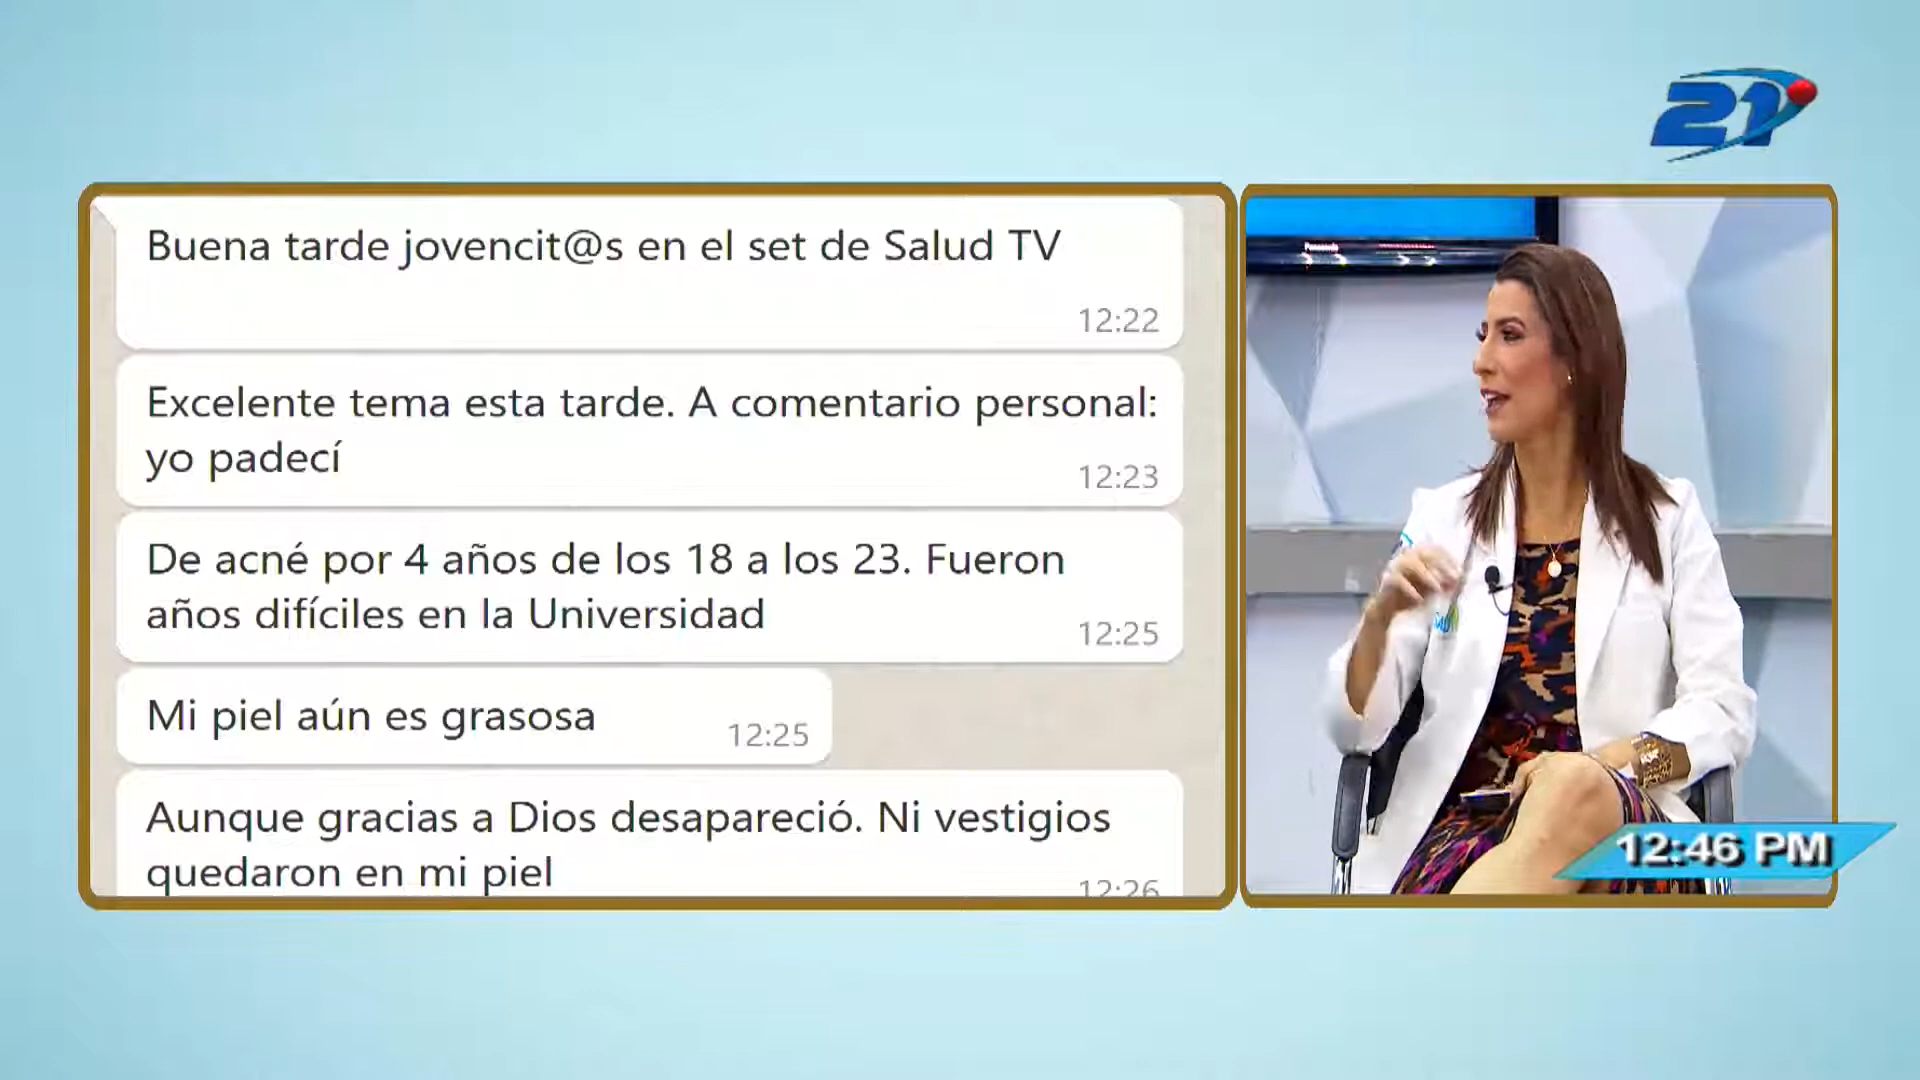 21
Buena tarde jovencit@s en el set de Salud TV
12:22
Excelente tema esta tarde. A comentario personal:
yo padecí
12:23
De acné por 4 años de los 18 a los 23. Fueron
años difíciles en la Universidad
12:25
Mi piel aún es grasosa
12:25
Aunque gracias a Dios desapareció. Ni vestigios
quedaron en mi piel
12:26
12:46 PM